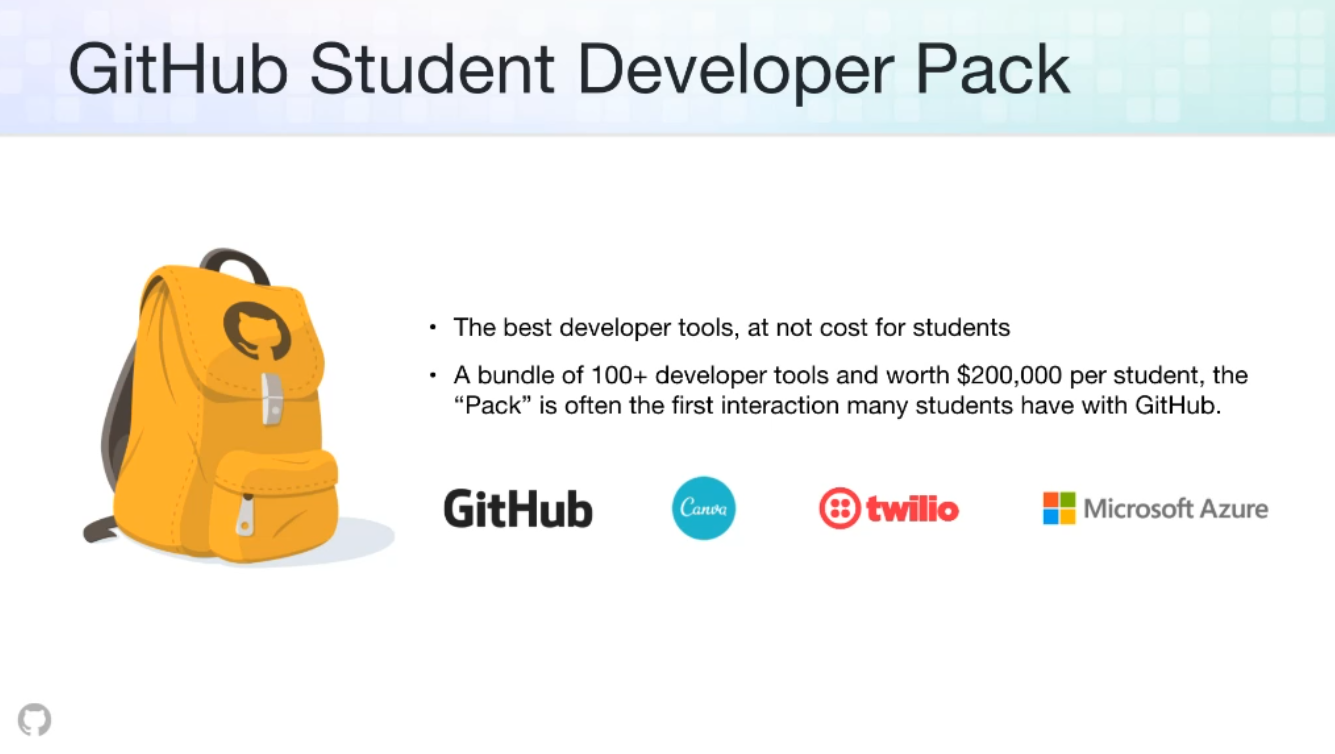 GitHub Student Developer Pack
• The best developer tools, at not cost for students
• A bundle of 100+ developer tools and worth $200,000 per student, the
“Pack” is often the first interaction many students have with GitHub.
GitHub Canva twilio Microsoft Azure